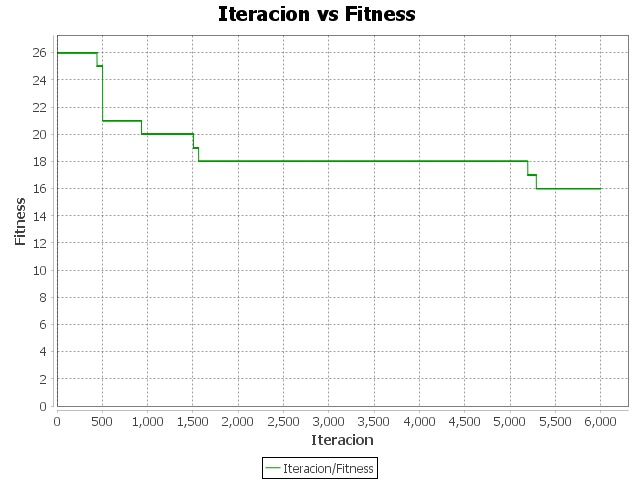 Iteracion vs Fitness
26
24
22
20
18
16
14
12
10
8
6
4
2
0
Fitness
0 500 1,000 1,500 2,000 2,500 3,000 3,500 4,000 4,500 5,000 5,500 6,000
Iteracion
Iteracion/Fitness